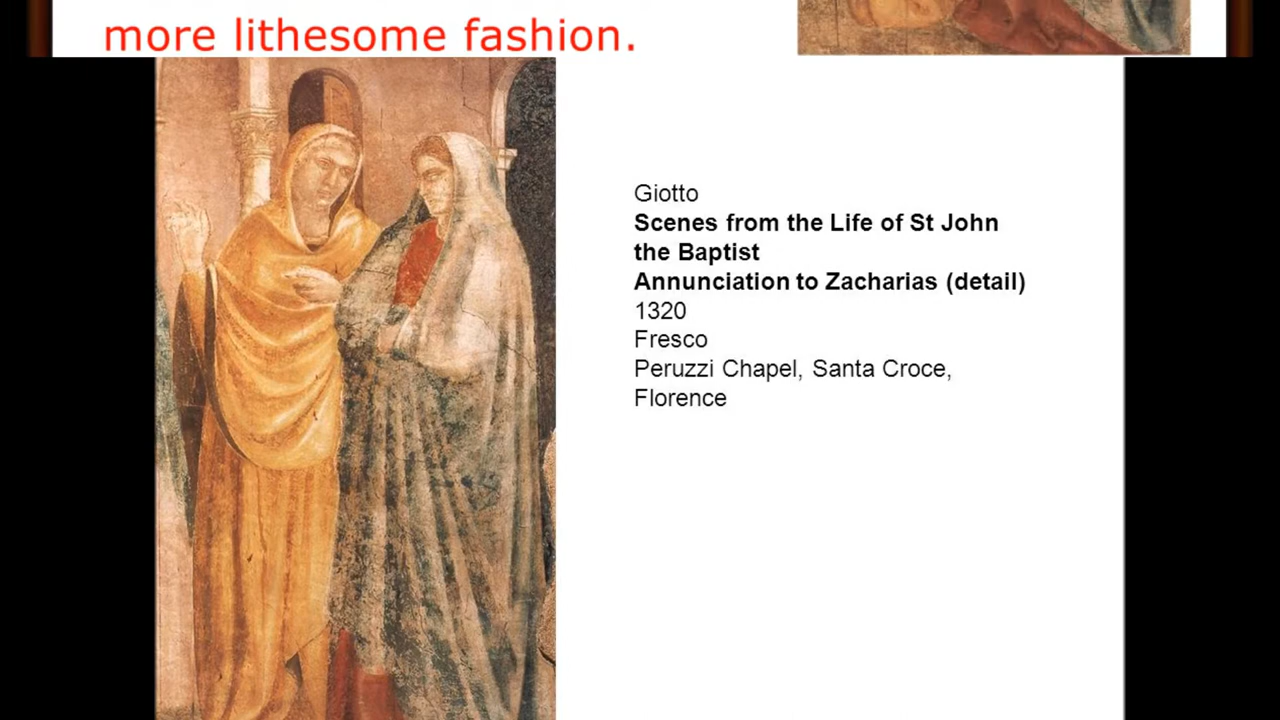 more lithesome fashion.
Giotto
Scenes from the Life of St John
the Baptist
Annunciation to Zacharias (detail)
1320
Fresco
Peruzzi Chapel, Santa Croce,
Florence